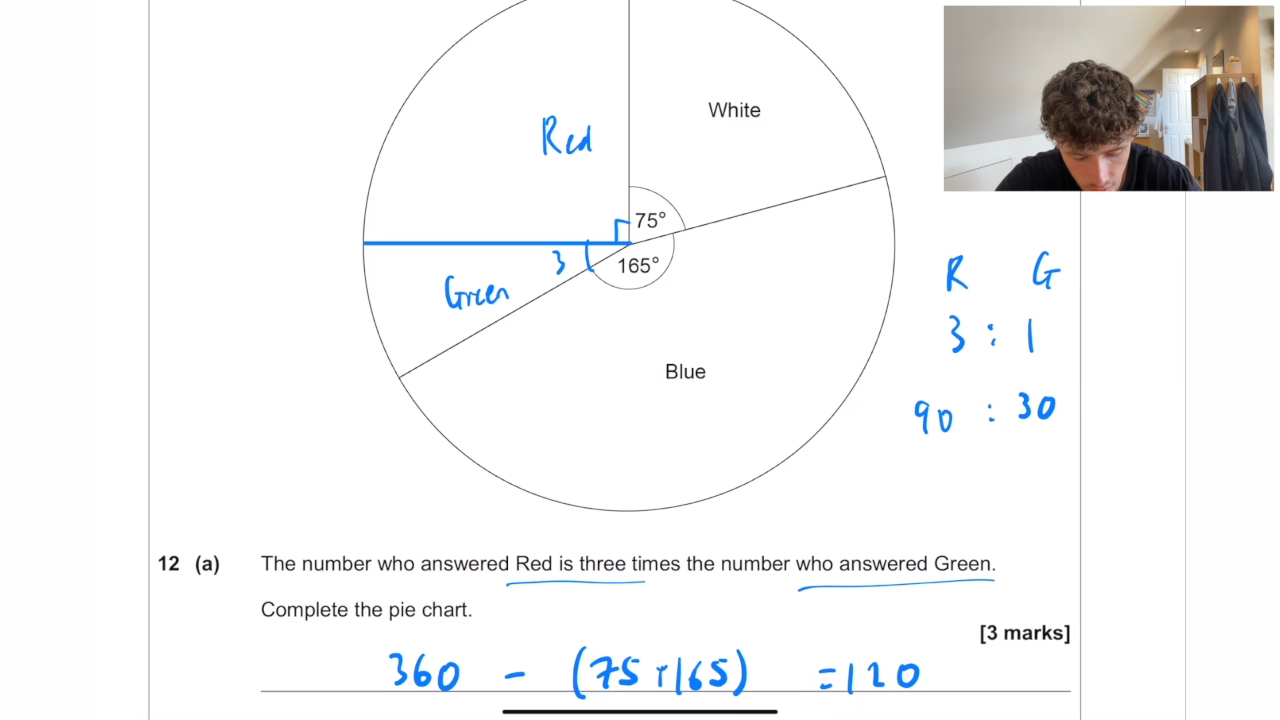 White
Red
75°
3
165°
Green
R G
3 : 1
Blue
90 : 30
12 (a) The number who answered Red is three times the number who answered Green.
Complete the pie chart.
[3 marks]
360 - (75+165) = 120